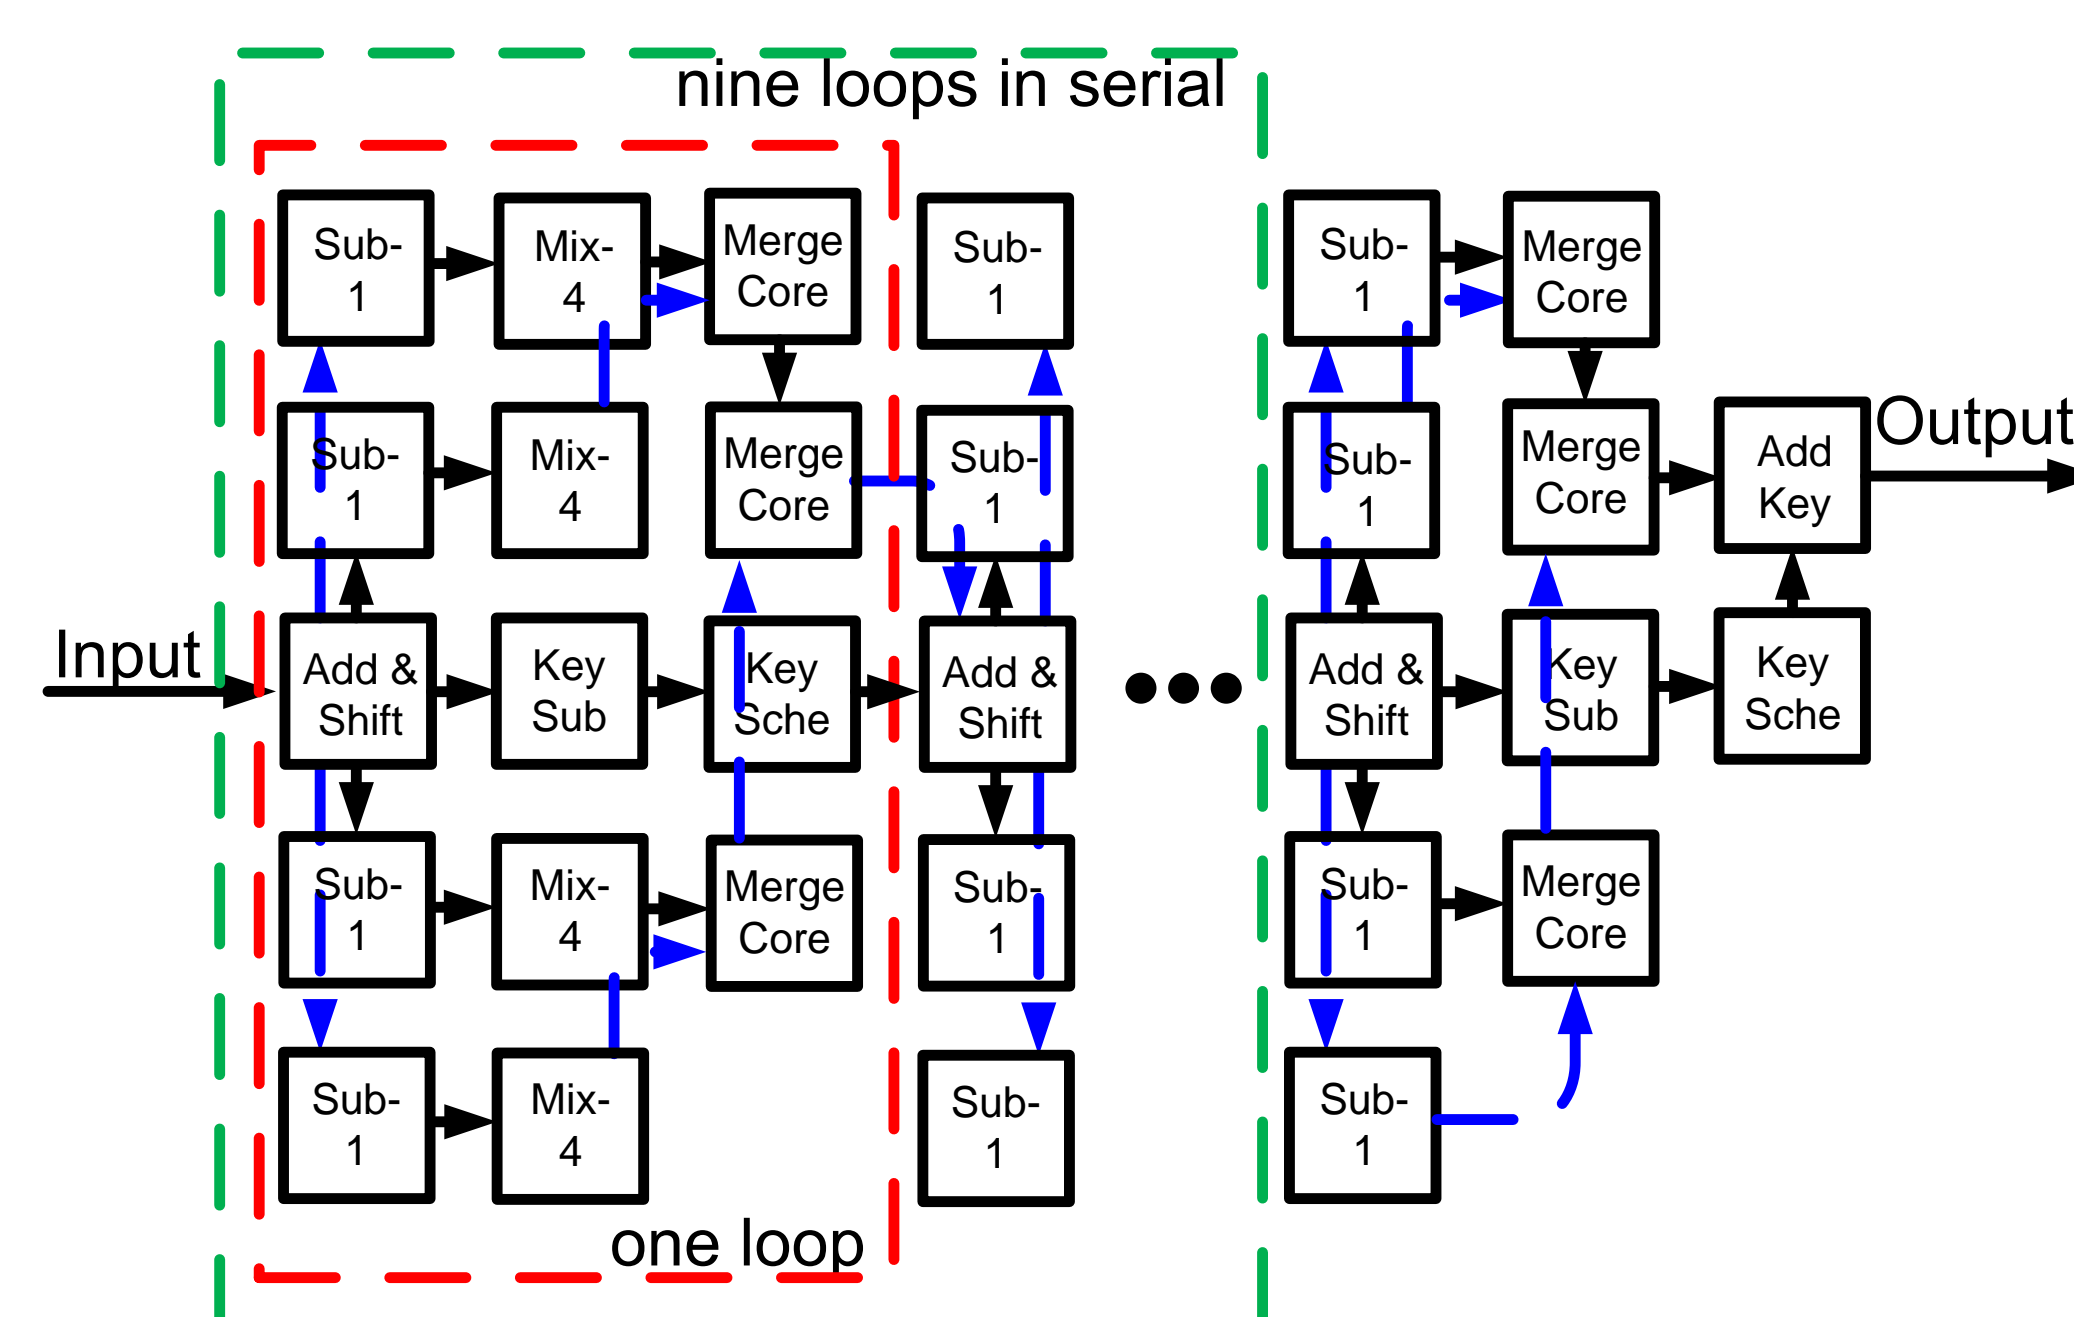 nine loops in serial
Sub-
1
Mix-
4
Merge
Core
Sub-
1
Sub-
1
Merge
Core
Sub-
1
Mix-
4
Merge
Core
Sub-
1
Sub-
1
Merge
Core
Add
Key
Output
Input
Add &
Shift
Key
Sub
Key
Sche
Add &
Shift
Add &
Shift
Key
Sub
Key
Sche
Sub-
1
Mix-
4
Merge
Core
Sub-
1
Sub-
1
Merge
Core
Sub-
1
Mix-
4
Sub-
1
Sub-
1
one loop